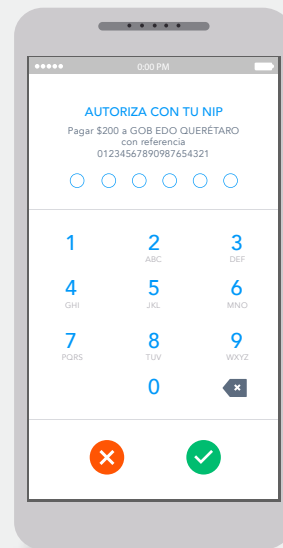 0:00 PM
AUTORIZA CON TU NIP
Pagar $200 a GOB EDO QUERÉTARO
con referencia
01234567890987654321
1 2 3
ABC DEF
4 5 6
GHI JKL MNO
7 8 9
PQRS TUV WXYZ
0